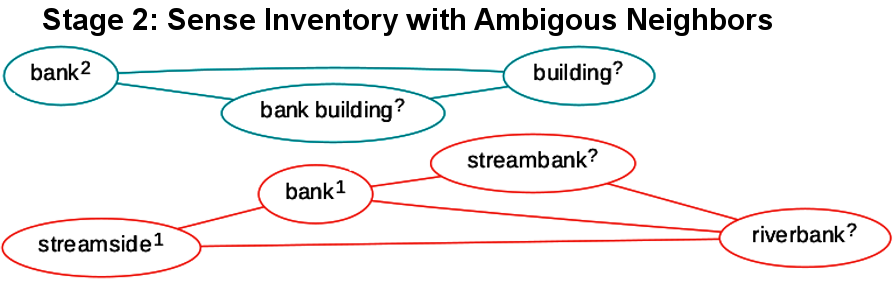 Stage 2: Sense Inventory with Ambigous Neighbors
bank2
building?
bank building?
streambank?
bank1
riverbank?
streamside1